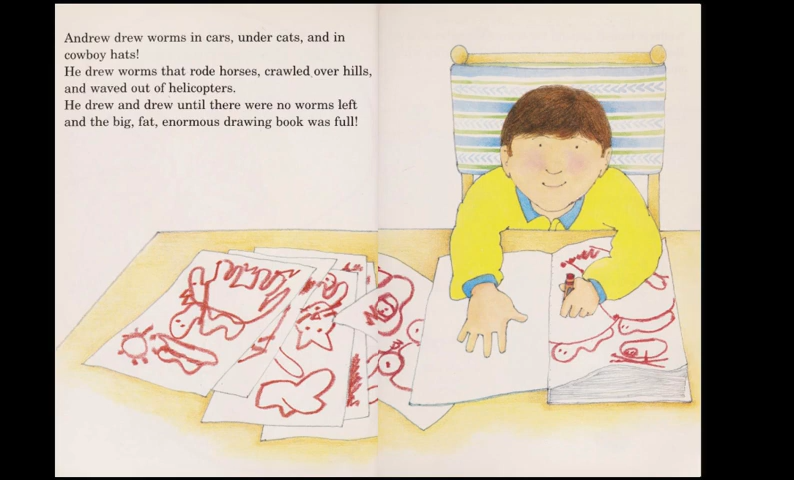 Andrew drew worms in cars, under cats, and in
cowboy hats!
He drew worms that rode horses, crawled over hills,
and waved out of helicopters.
He drew and drew until there were no worms left
and the big, fat, enormous drawing book was full!